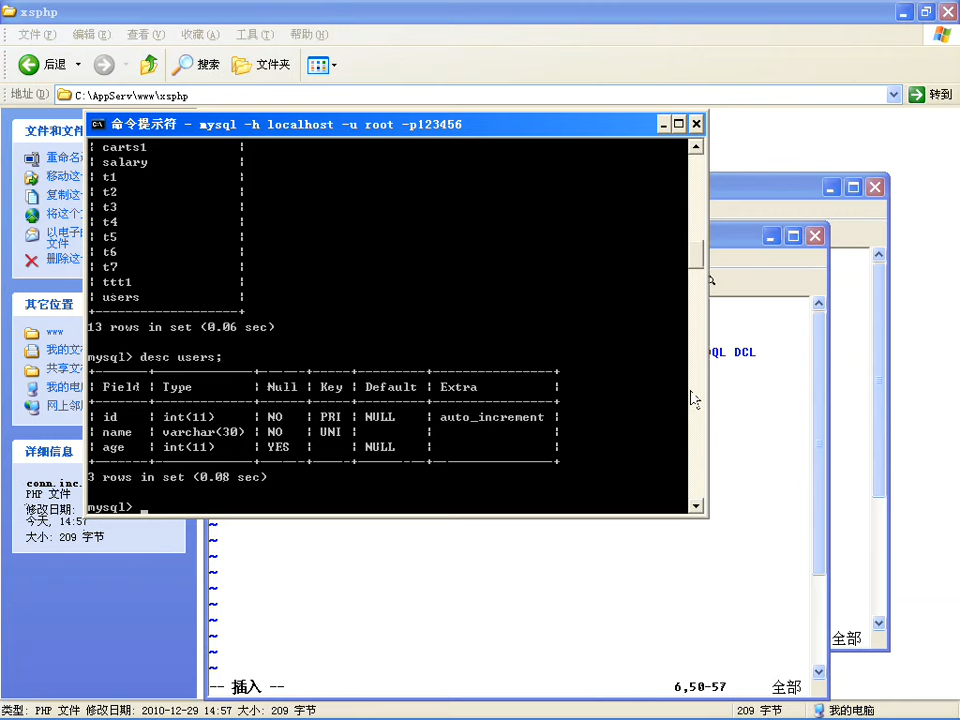 xsphp
文件(F) 编辑(E) 查看(V) 收藏(A) 工具(T) 帮助(H)
后退 搜索 文件夹
地址(D) C:\AppServ\www\xsphp 转到
文件和文件
重命名
移动这个
复制这
将这个
以电子
文件
删除这
其它位置
www
我的文
共享文
我的电
网上邻
详细信息
conn.inc.
PHP 文件
修改日期:
今天, 14:57
大小: 209 字节
命令提示符 - mysql -h localhost -u root -p123456
| carts1 |
| salary |
| t1 |
| t2 |
| t3 |
| t4 |
| t5 |
| t6 |
| t7 |
| ttt1 |
| users |
+-------------------+
13 rows in set (0.06 sec)
mysql> desc users;
+-------+-------------+------+-----+---------+----------------+
| Field | Type | Null | Key | Default | Extra |
+-------+-------------+------+-----+---------+----------------+
| id | int(11) | NO | PRI | NULL | auto_increment |
| name | varchar(30) | NO | UNI | | |
| age | int(11) | YES | | NULL | |
+-------+-------------+------+-----+---------+----------------+
3 rows in set (0.08 sec)
mysql> _
QL DCL
~
~
~
~
~
~
~
~
~
~
-- 插入 -- 6,50-57 全部
全部
类型: PHP 文件 修改日期: 2010-12-29 14:57 大小: 209 字节 209 字节 我的电脑